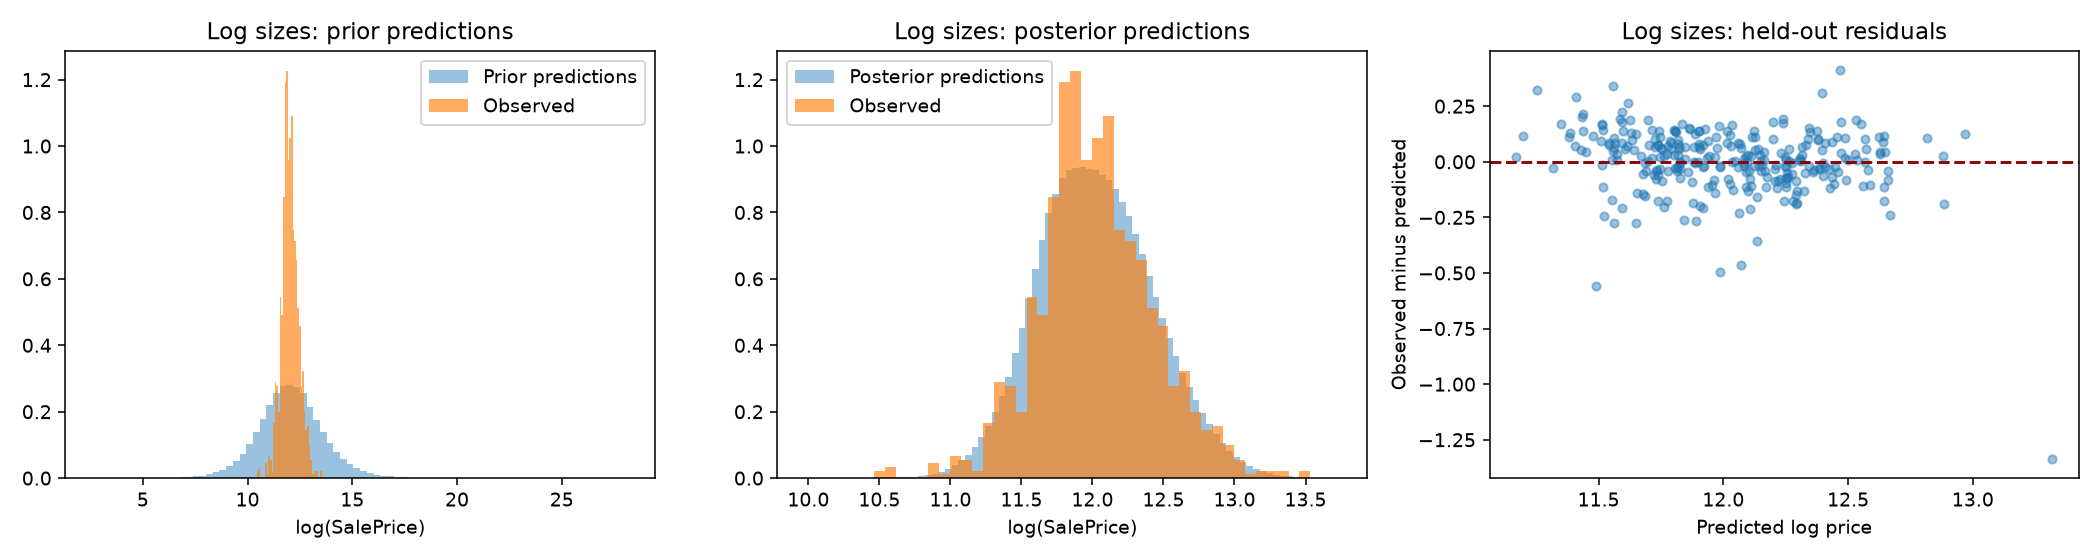 Log sizes: prior predictions
Prior predictions
Observed
1.2
1.0
0.8
0.6
0.4
0.2
0.0
5 10 15 20 25
log(SalePrice)
Log sizes: posterior predictions
Posterior predictions
Observed
1.2
1.0
0.8
0.6
0.4
0.2
0.0
10.0 10.5 11.0 11.5 12.0 12.5 13.0 13.5
log(SalePrice)
Log sizes: held-out residuals
Observed minus predicted
0.25
0.00
−0.25
−0.50
−0.75
−1.00
−1.25
11.5 12.0 12.5 13.0
Predicted log price